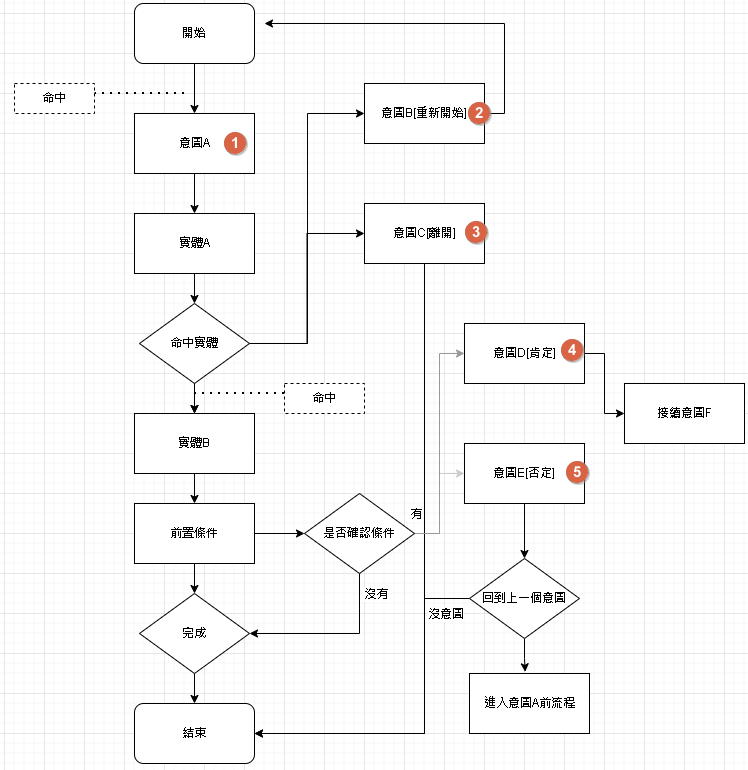 開始
命中
意圖B[重新開始]
2
意圖A
1
實體A
意圖C[離開]
3
命中實體
意圖D[肯定]
4
命中
接續意圖F
實體B
意圖E[否定]
5
有
前置條件
是否確認條件
沒有
回到上一個意圖
沒意圖
完成
進入意圖A前流程
結束